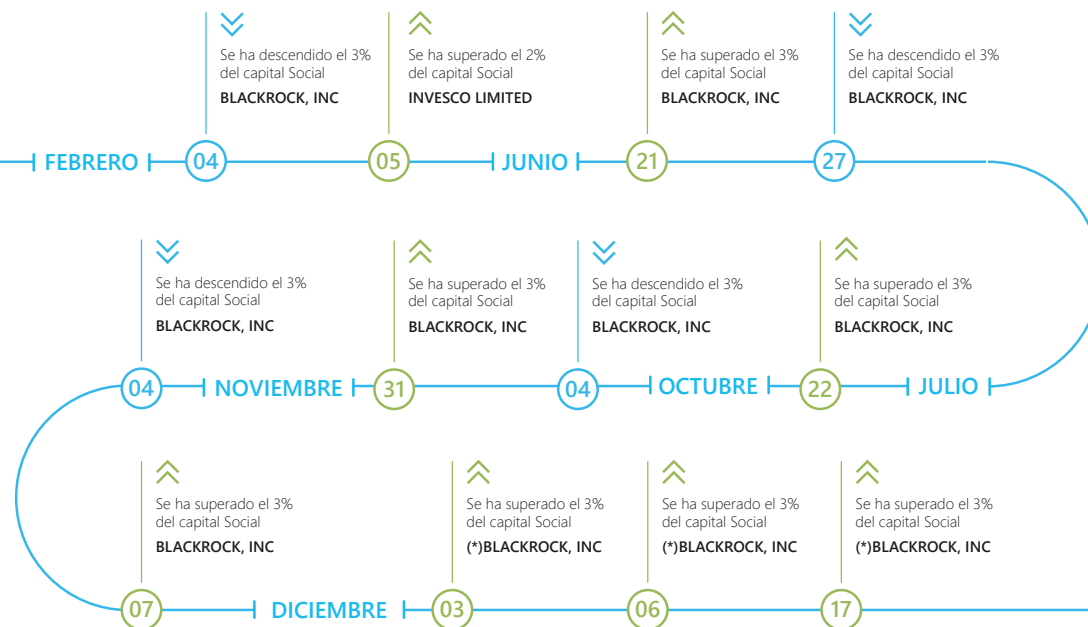 Se ha descendido el 3%
del capital Social
BLACKROCK, INC
Se ha superado el 2%
del capital Social
INVESCO LIMITED
Se ha superado el 3%
del capital Social
BLACKROCK, INC
Se ha descendido el 3%
del capital Social
BLACKROCK, INC
FEBRERO
04
05
JUNIO
21
27
Se ha descendido el 3%
del capital Social
BLACKROCK, INC
Se ha superado el 3%
del capital Social
BLACKROCK, INC
Se ha descendido el 3%
del capital Social
BLACKROCK, INC
Se ha superado el 3%
del capital Social
BLACKROCK, INC
04
NOVIEMBRE
31
04
OCTUBRE
22
JULIO
Se ha superado el 3%
del capital Social
BLACKROCK, INC
Se ha superado el 3%
del capital Social
(*)BLACKROCK, INC
Se ha superado el 3%
del capital Social
(*)BLACKROCK, INC
Se ha superado el 3%
del capital Social
(*)BLACKROCK, INC
07
DICIEMBRE
03
06
17